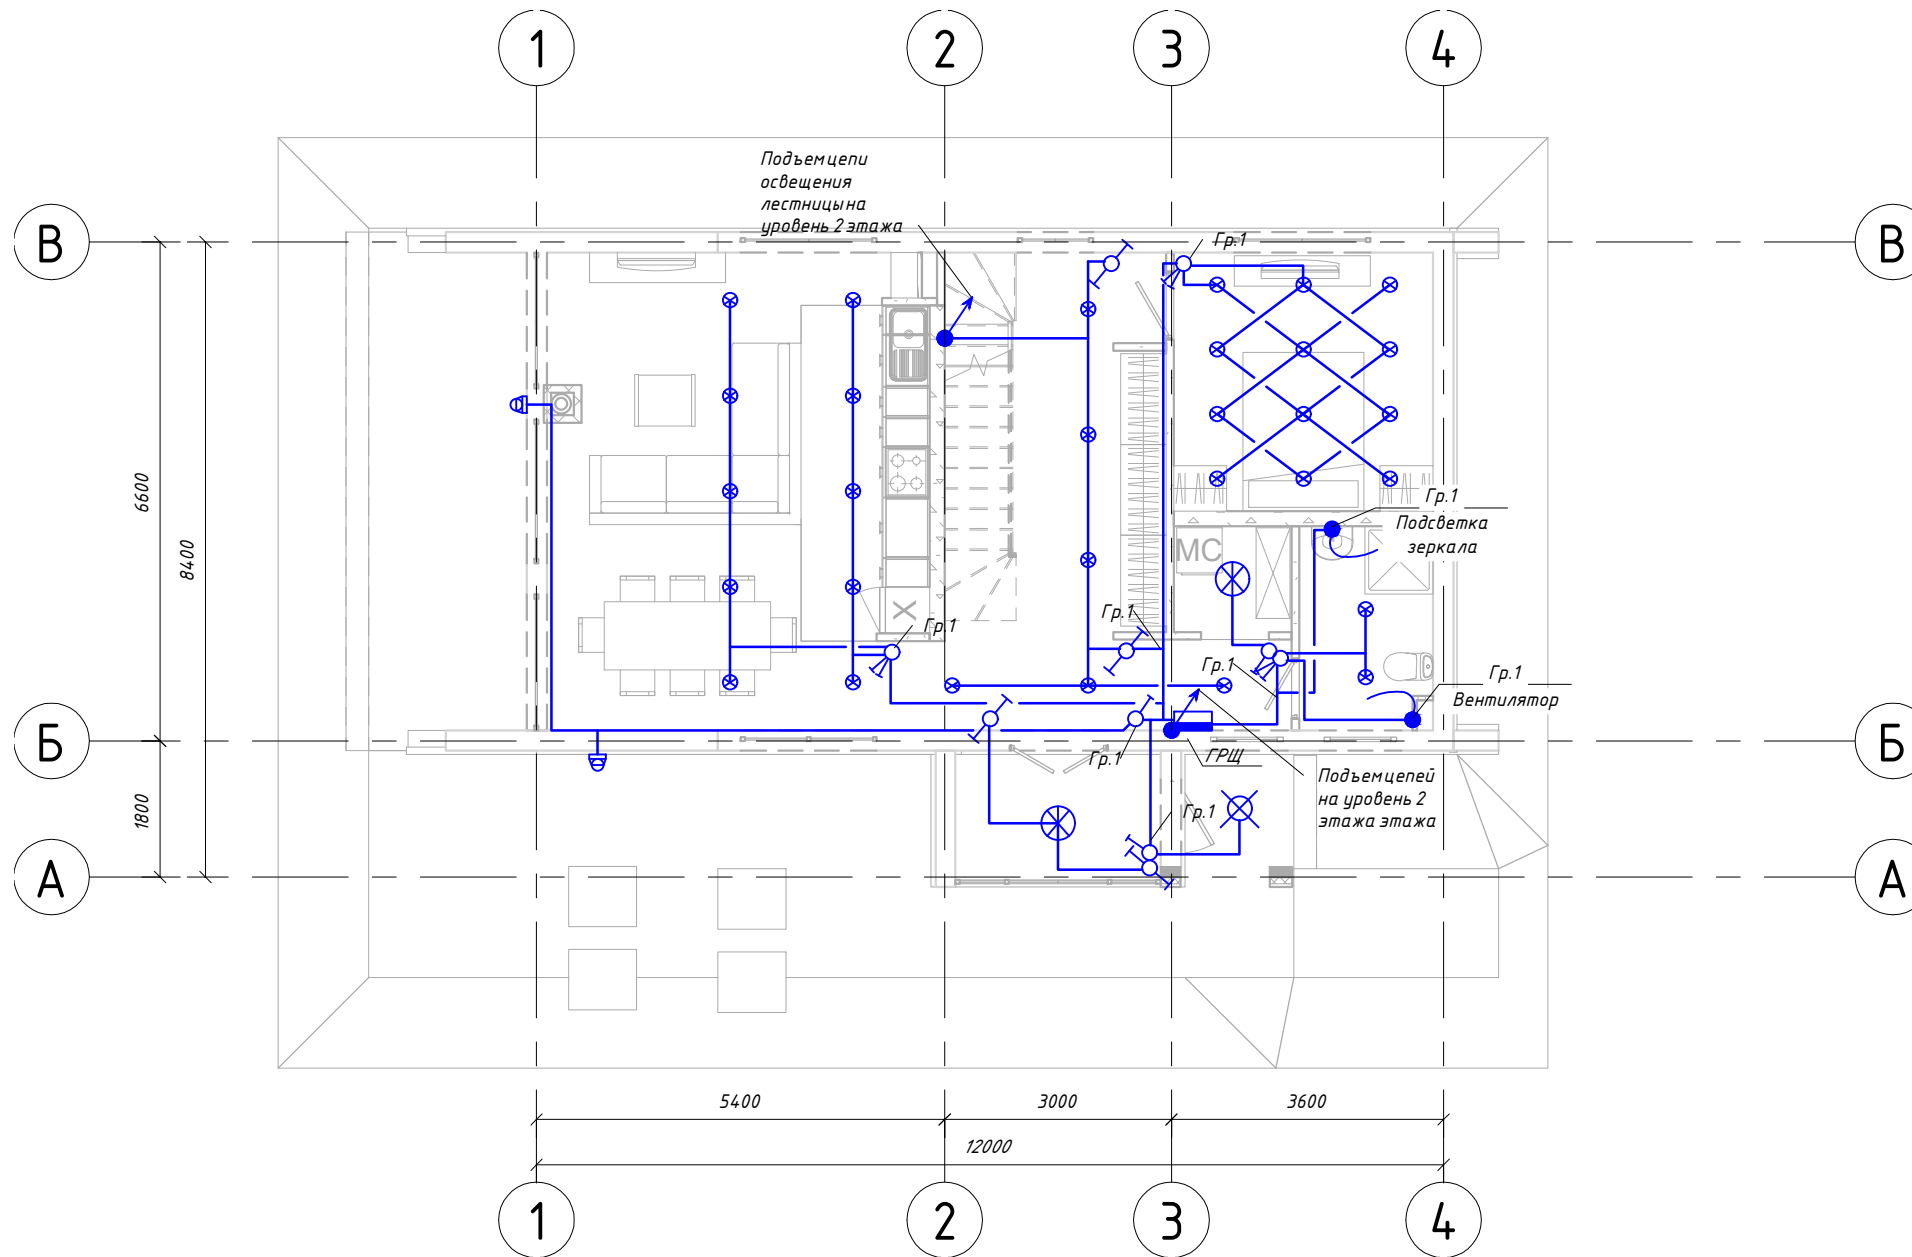 1
2
3
4
Подъем цепи
освещения
лестницы на
уровень 2 этажа
В
Гр.1
В
6600
8400
Гр.1
Подсветка
зеркала
МС
Х
Гр.1
Гр.1
Гр.1
Гр.1
Вентилятор
Б
Гр.1
ГРЩ
Б
Подъем цепей
на уровень 2
этажа этажа
1800
Гр.1
А
А
5400
3000
3600
12000
1
2
3
4